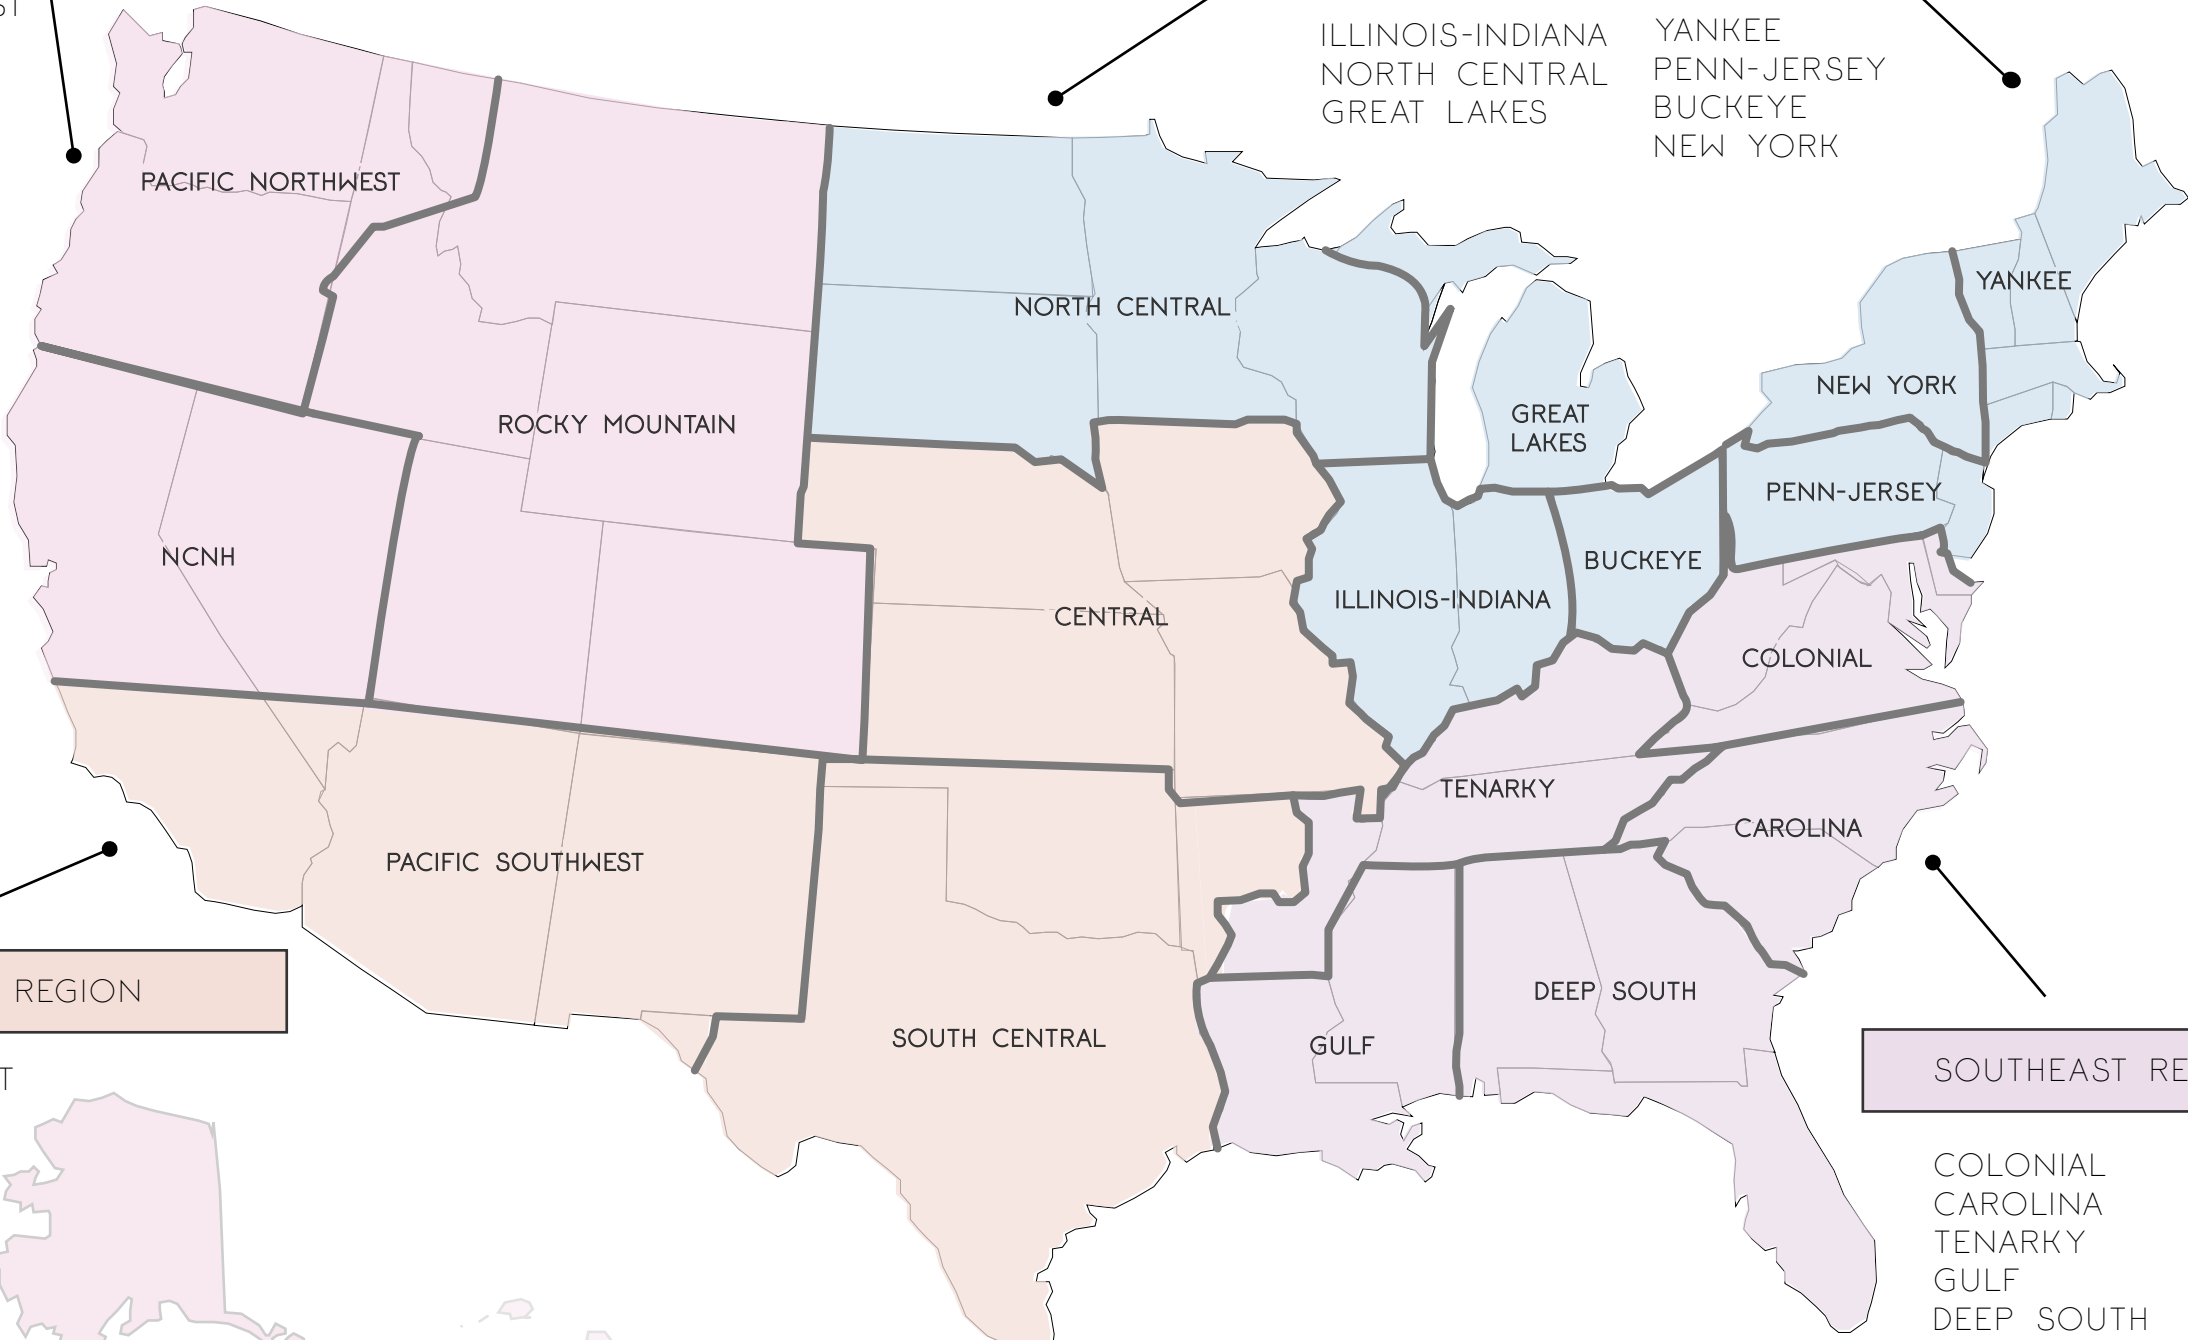 ST
ILLINOIS-INDIANA
NORTH CENTRAL
GREAT LAKES
YANKEE
PENN-JERSEY
BUCKEYE
NEW YORK
PACIFIC NORTHWEST
YANKEE
NORTH CENTRAL
NEW YORK
GREAT
LAKES
ROCKY MOUNTAIN
PENN-JERSEY
NCNH
BUCKEYE
ILLINOIS-INDIANA
CENTRAL
COLONIAL
TENARKY
CAROLINA
PACIFIC SOUTHWEST
REGION
DEEP SOUTH
SOUTH CENTRAL
GULF
T
SOUTHEAST RE
COLONIAL
CAROLINA
TENARKY
GULF
DEEP SOUTH